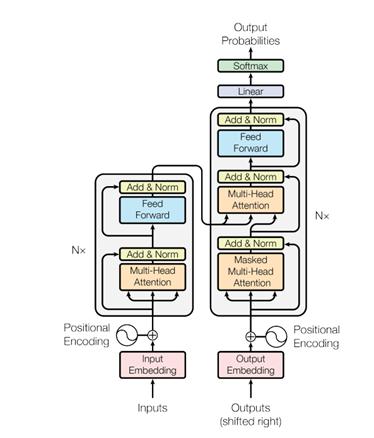 Output
Probabilities
Softmax
Linear
Add & Norm
Feed
Forward
Add & Norm
Multi-Head
Attention
Add & Norm
Masked
Multi-Head
Attention
Nx
Add & Norm
Feed
Forward
Nx
Add & Norm
Multi-Head
Attention
Positional
Encoding
Positional
Encoding
Input
Embedding
Output
Embedding
Inputs
Outputs
(shifted right)